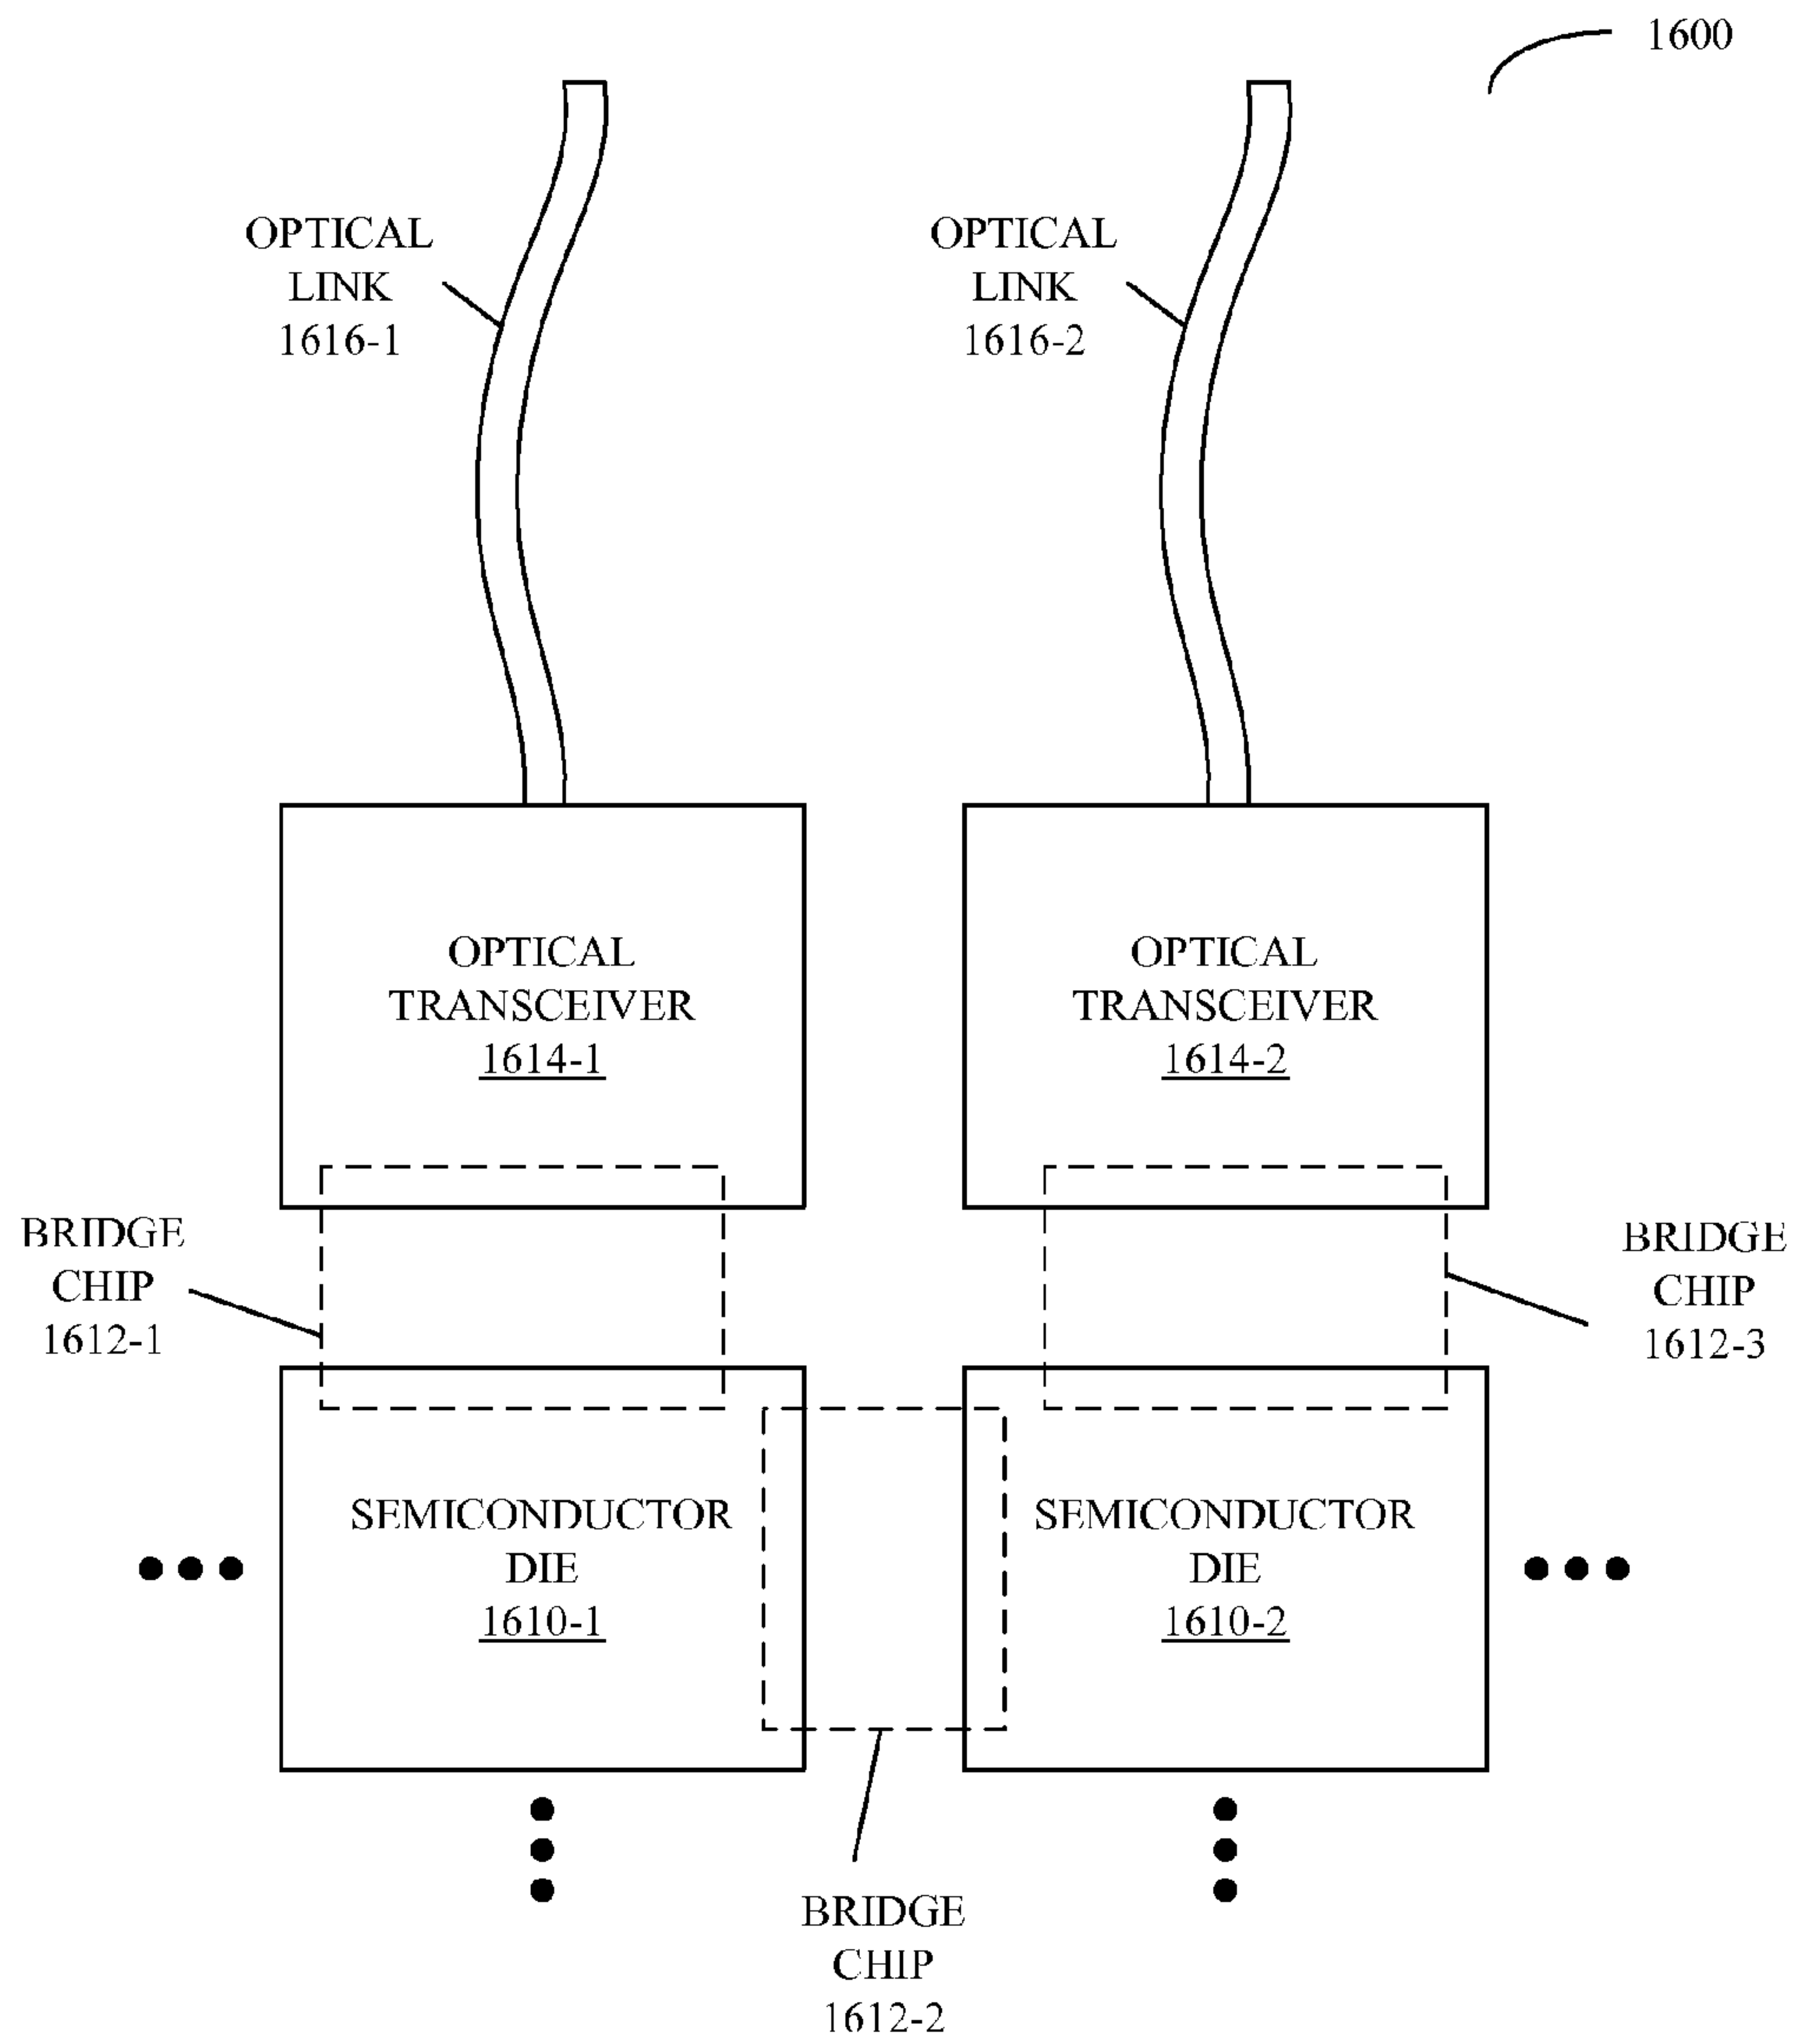 1600
OPTICAL
LINK
1616-1
OPTICAL
LINK
1616-2
OPTICAL
TRANSCEIVER
1614-1
OPTICAL
TRANSCEIVER
1614-2
BRIDGE
CHIP
1612-1
BRIDGE
CHIP
1612-3
SEMICONDUCTOR
DIE
1610-1
SEMICONDUCTOR
DIE
1610-2
BRIDGE
CHIP
1612-2